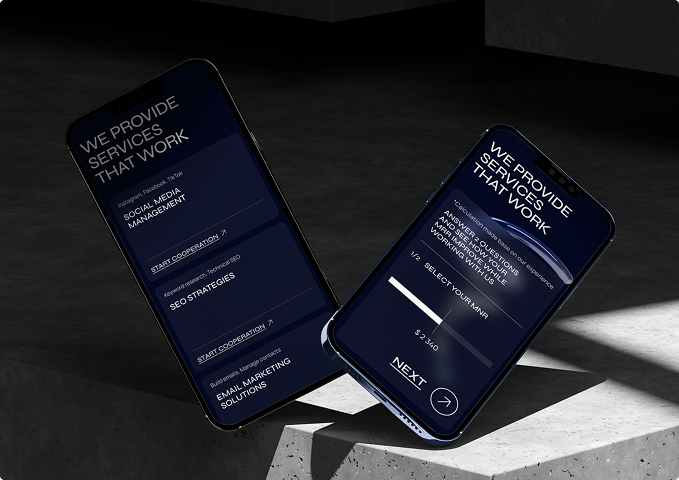 WE PROVIDE
SERVICES
THAT WORK
Instagram, Facebook, TikTok
SOCIAL MEDIA
MANAGEMENT
START COOPERATION
Keyword research, Technical SEO
SEO STRATEGIES
START COOPERATION
Build emails, Manage contacts
EMAIL MARKETING
SOLUTIONS
WE PROVIDE
SERVICES
THAT WORK
*Calculation made base on our experience
ANSWER 2 QUESTIONS
AND SEE HOW YOUR
MRR IMPROVE WHILE
WORKING WITH US
1/2 SELECT YOUR MNR
$ 2 340
NEXT